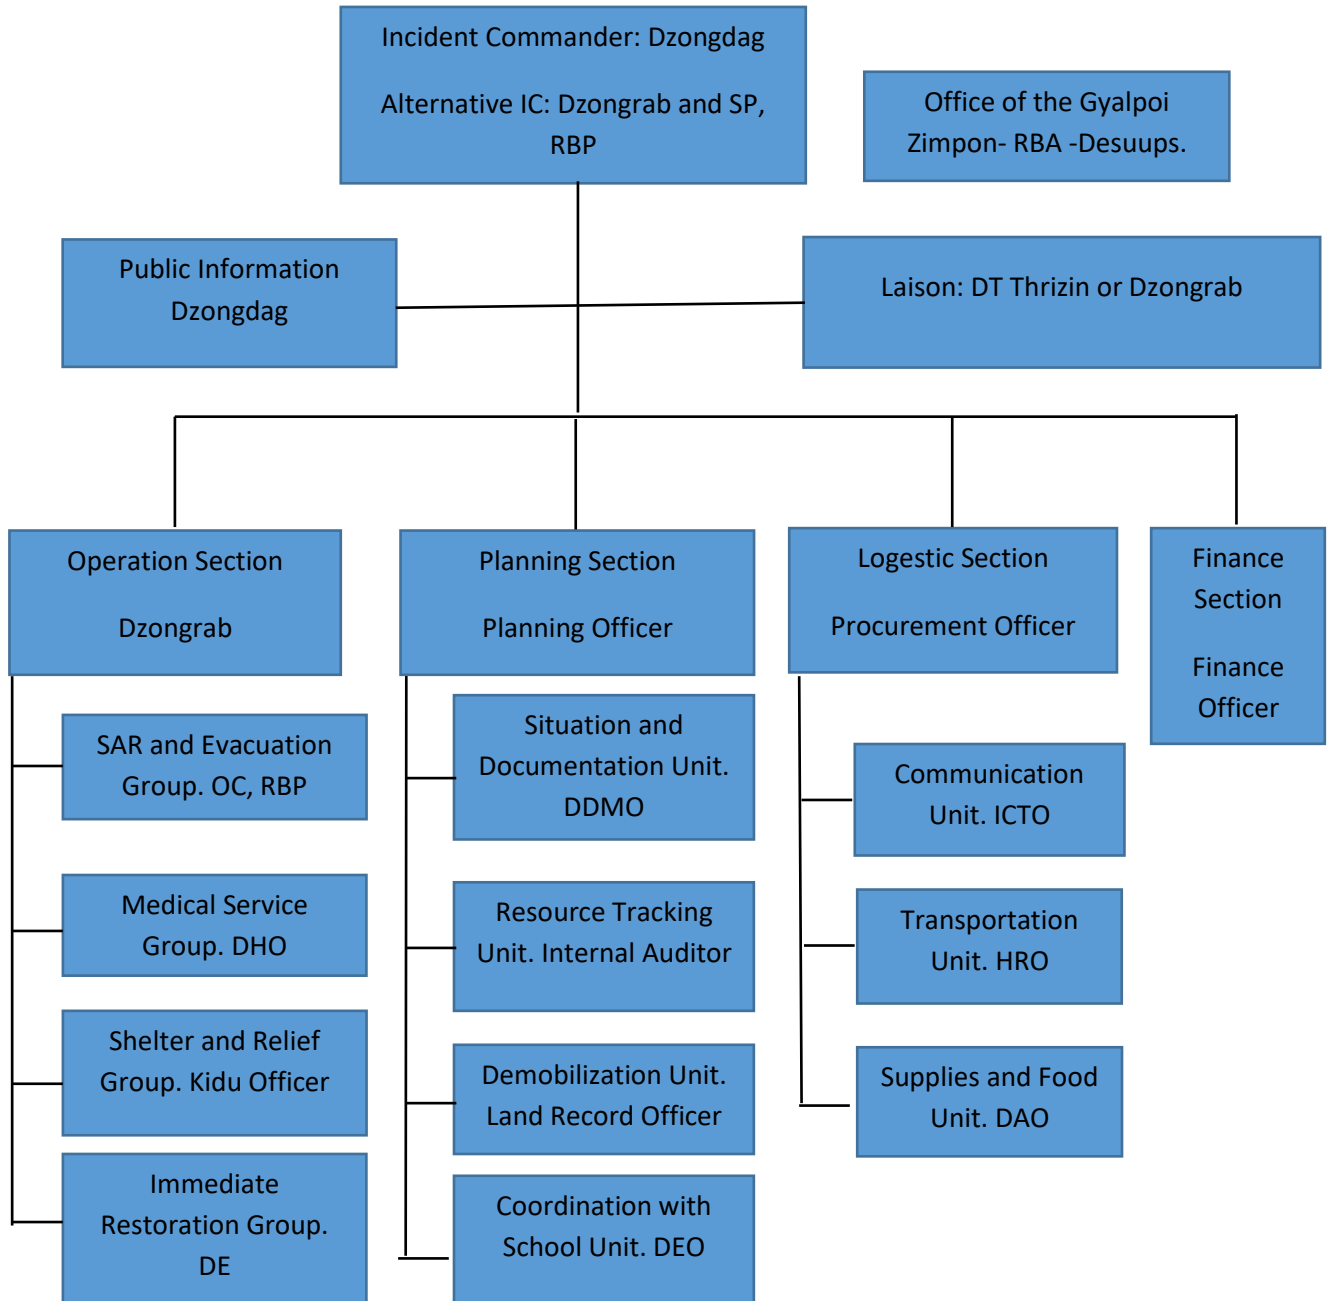 Incident Commander: Dzongdag
Alternative IC: Dzongrab and SP,
RBP
Office of the Gyalpoi
Zimpon- RBA -Desuups.
Public Information
Dzongdag
Laison: DT Thrizin or Dzongrab
Operation Section
Dzongrab
SAR and Evacuation
Group. OC, RBP
Medical Service
Group. DHO
Shelter and Relief
Group. Kidu Officer
Immediate
Restoration Group.
DE
Planning Section
Planning Officer
Situation and
Documentation Unit.
DDMO
Resource Tracking
Unit. Internal Auditor
Demobilization Unit.
Land Record Officer
Coordination with
School Unit. DEO
Logestic Section
Procurement Officer
Communication
Unit. ICTO
Transportation
Unit. HRO
Supplies and Food
Unit. DAO
Finance
Section
Finance
Officer